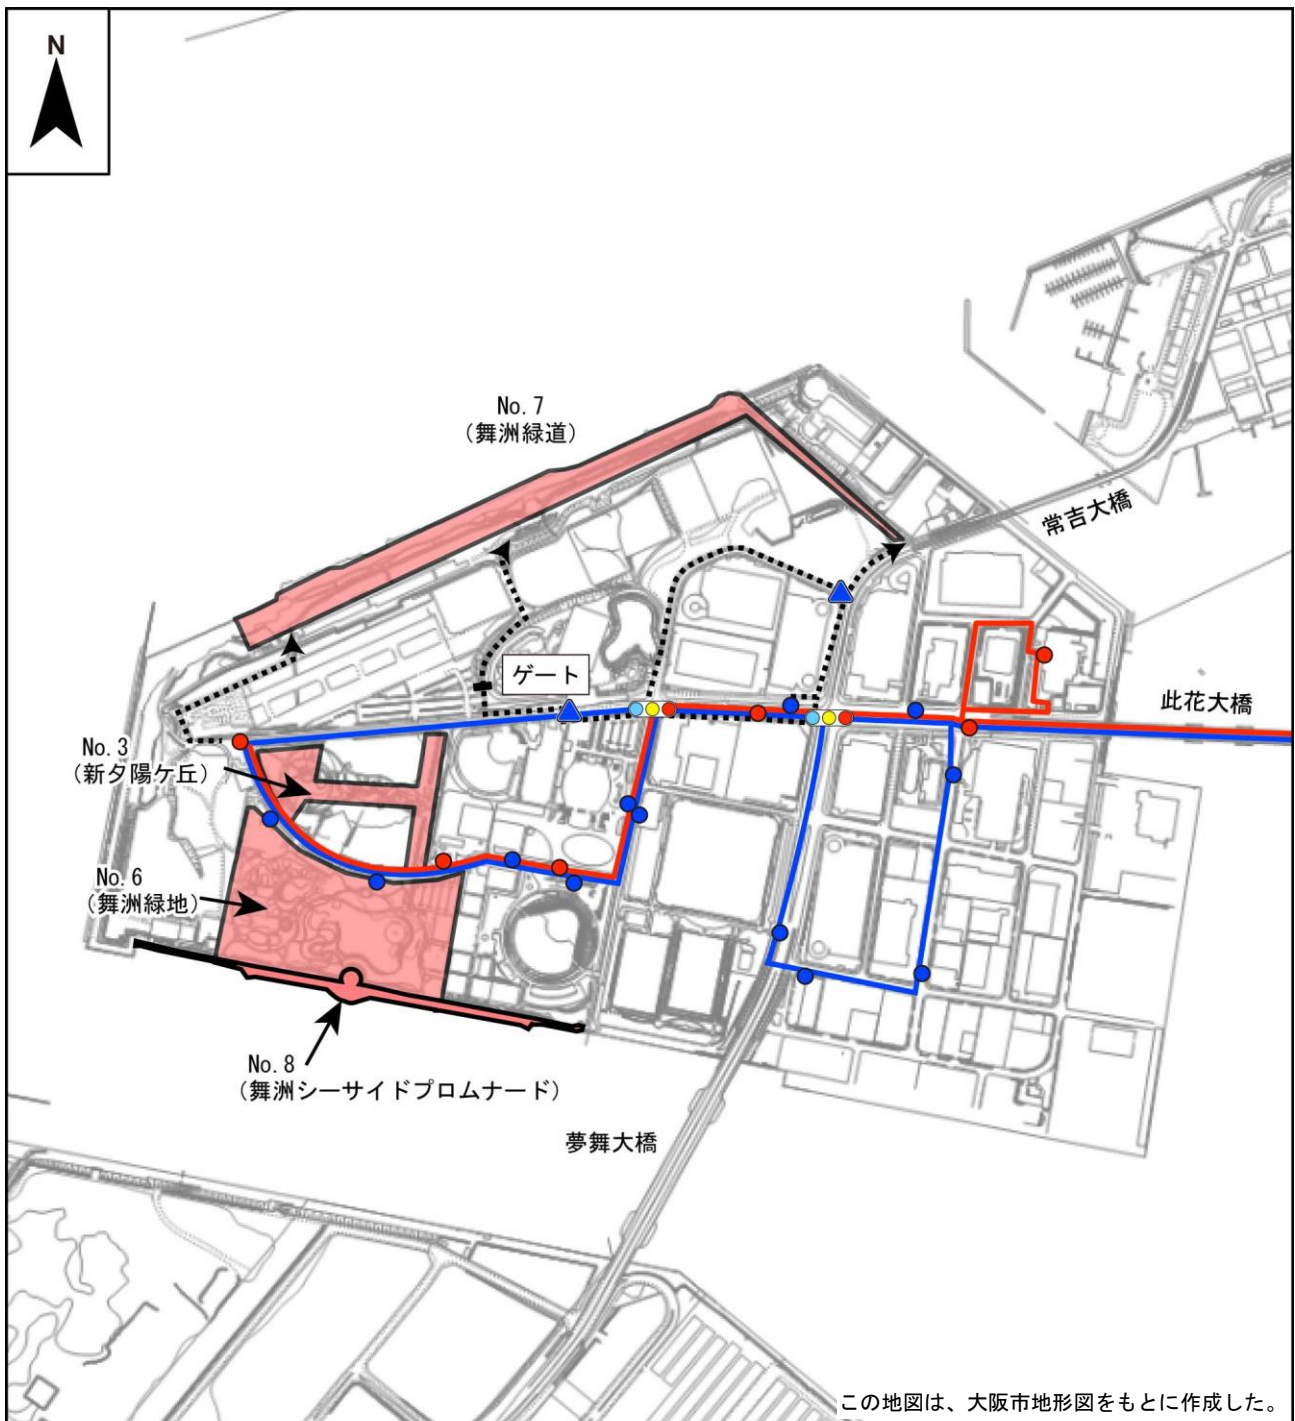 N
No. 7
（舞洲緑道）
常吉大橋
ゲート
此花大橋
No. 3
（新夕陽ケ丘）
No. 6
（舞洲緑地）
No. 8
（舞洲シーサイドプロムナード）
夢舞大橋
この地図は、大阪市地形図をもとに作成した。